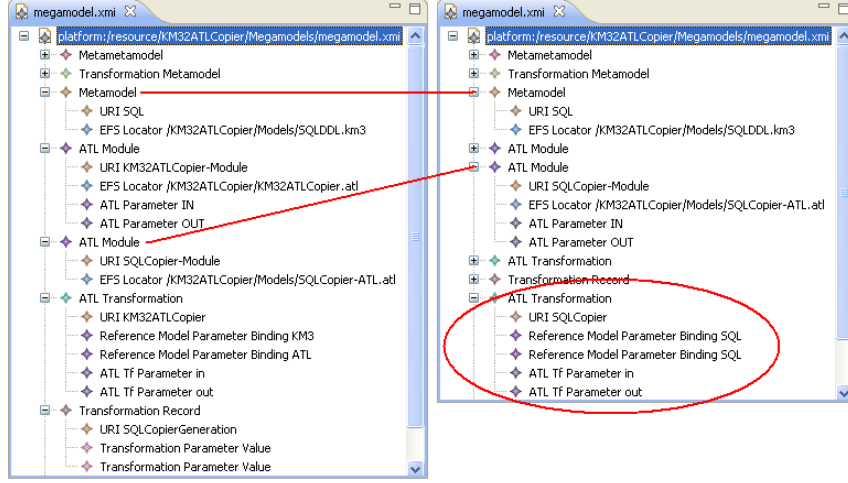 megamodel.xmi
platform:/resource/KM32ATLCopier/Megamodels/megamodel.xmi
Metametamodel
Transformation Metamodel
Metamodel
URI SQL
EFS Locator /KM32ATLCopier/Models/SQLDDL.km3
ATL Module
URI KM32ATLCopier-Module
EFS Locator /KM32ATLCopier/KM32ATLCopier.atl
ATL Parameter IN
ATL Parameter OUT
ATL Module
URI SQLCopier-Module
EFS Locator /KM32ATLCopier/Models/SQLCopier-ATL.atl
ATL Transformation
URI KM32ATLCopier
Reference Model Parameter Binding KM3
Reference Model Parameter Binding ATL
ATL Tf Parameter in
ATL Tf Parameter out
Transformation Record
URI SQLCopierGeneration
Transformation Parameter Value
Transformation Parameter Value
megamodel.xmi
platform:/resource/KM32ATLCopier/Megamodels/megamodel.xmi
Metametamodel
Transformation Metamodel
Metamodel
URI SQL
EFS Locator /KM32ATLCopier/Models/SQLDDL.km3
ATL Module
ATL Module
URI SQLCopier-Module
EFS Locator /KM32ATLCopier/Models/SQLCopier-ATL.atl
ATL Parameter IN
ATL Parameter OUT
ATL Transformation
Transformation Record
ATL Transformation
URI SQLCopier
Reference Model Parameter Binding SQL
Reference Model Parameter Binding SQL
ATL Tf Parameter in
ATL Tf Parameter out